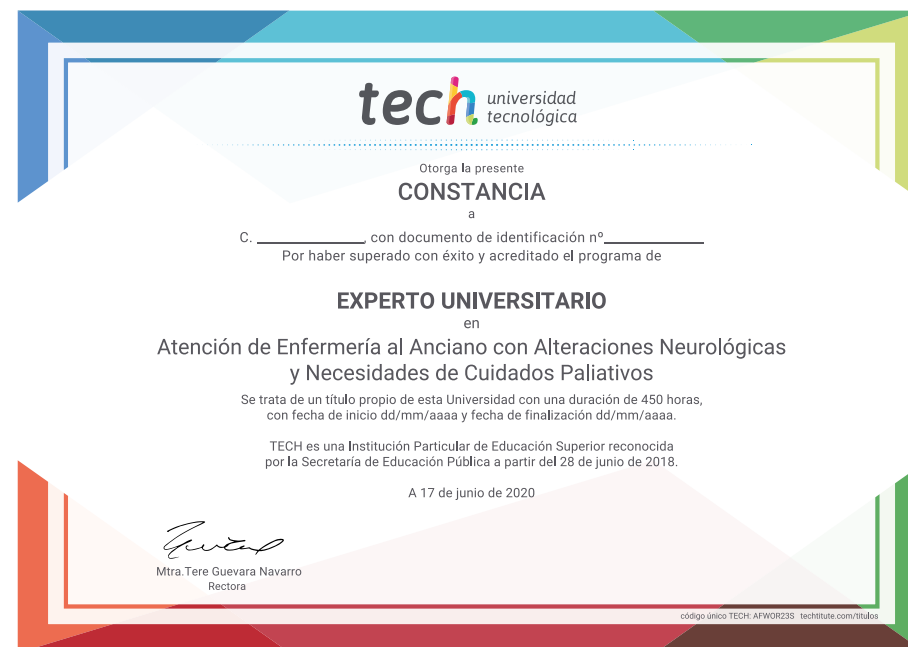 tech universidad
tecnológica
Otorga la presente
CONSTANCIA
a
C. ____________, con documento de identificación nº____________
Por haber superado con éxito y acreditado el programa de
EXPERTO UNIVERSITARIO
en
Atención de Enfermería al Anciano con Alteraciones Neurológicas
y Necesidades de Cuidados Paliativos
Se trata de un título propio de esta Universidad con una duración de 450 horas,
con fecha de inicio dd/mm/aaaa y fecha de finalización dd/mm/aaaa.
TECH es una Institución Particular de Educación Superior reconocida
por la Secretaría de Educación Pública a partir del 28 de junio de 2018.
A 17 de junio de 2020
Mtra.Tere Guevara Navarro
Rectora
código único TECH: AFWOR23S techtitute.com/titulos